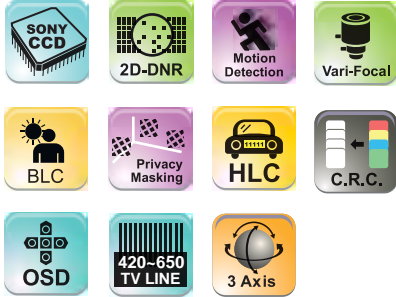 SONY
CCD
2D-DNR
Motion
Detection
Vari-Focal
BLC
Privacy
Masking
HLC
C.R.C.
OSD
420~650
TV LINE
3 Axis